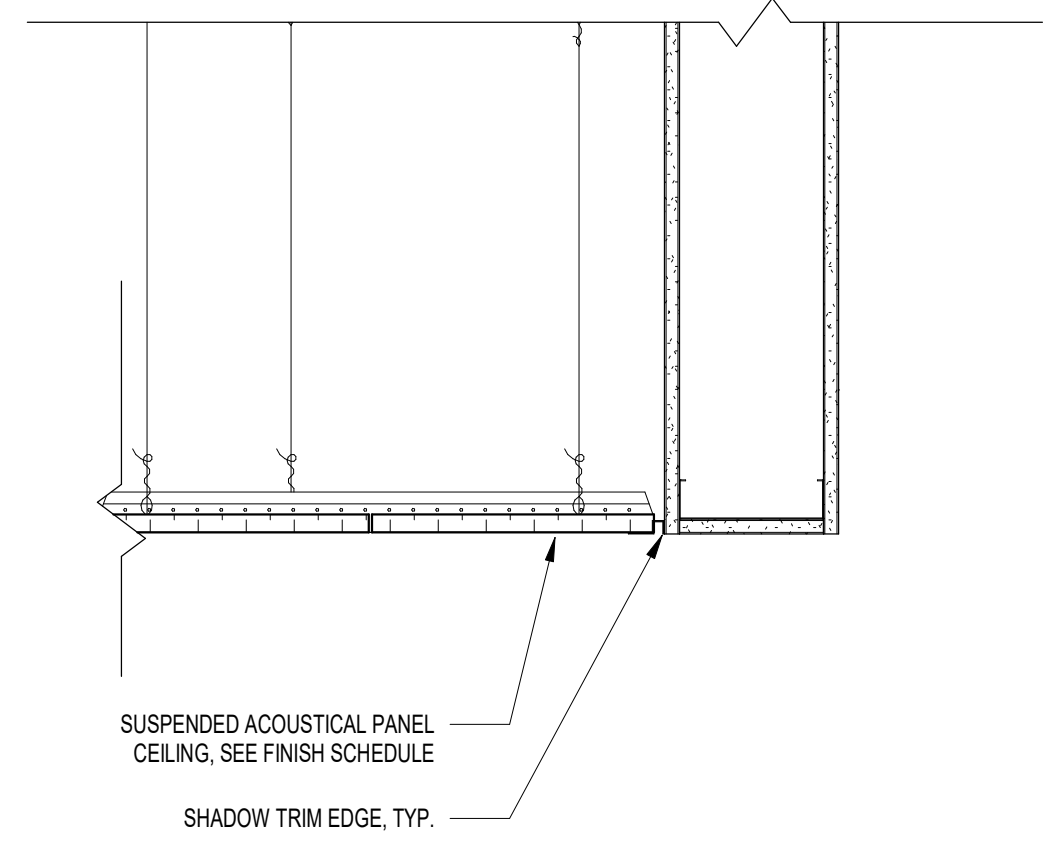 SUSPENDED ACOUSTICAL PANEL
CEILING, SEE FINISH SCHEDULE
SHADOW TRIM EDGE, TYP.